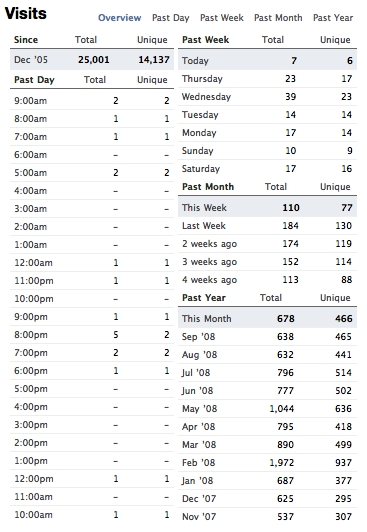 Visits
Overview Past Day Past Week Past Month Past Year
Since Total Unique
Dec '05 25,001 14,137
Past Day Total Unique
9:00am 2 2
8:00am 1 1
7:00am 1 1
6:00am – –
5:00am 2 2
4:00am – –
3:00am – –
2:00am – –
1:00am – –
12:00am 1 1
11:00pm 1 1
10:00pm – –
9:00pm 1 1
8:00pm 5 2
7:00pm 2 2
6:00pm 1 1
5:00pm – –
4:00pm – –
3:00pm – –
2:00pm – –
1:00pm – –
12:00pm 1 1
11:00am – –
10:00am 1 1
Past Week Total Unique
Today 7 6
Thursday 23 17
Wednesday 39 23
Tuesday 14 14
Monday 17 14
Sunday 10 9
Saturday 17 16
Past Month Total Unique
This Week 110 77
Last Week 184 130
2 weeks ago 174 119
3 weeks ago 152 114
4 weeks ago 113 88
Past Year Total Unique
This Month 678 466
Sep '08 638 465
Aug '08 632 441
Jul '08 796 514
Jun '08 777 502
May '08 1,044 636
Apr '08 795 418
Mar '08 890 499
Feb '08 1,972 937
Jan '08 687 377
Dec '07 625 295
Nov '07 537 307